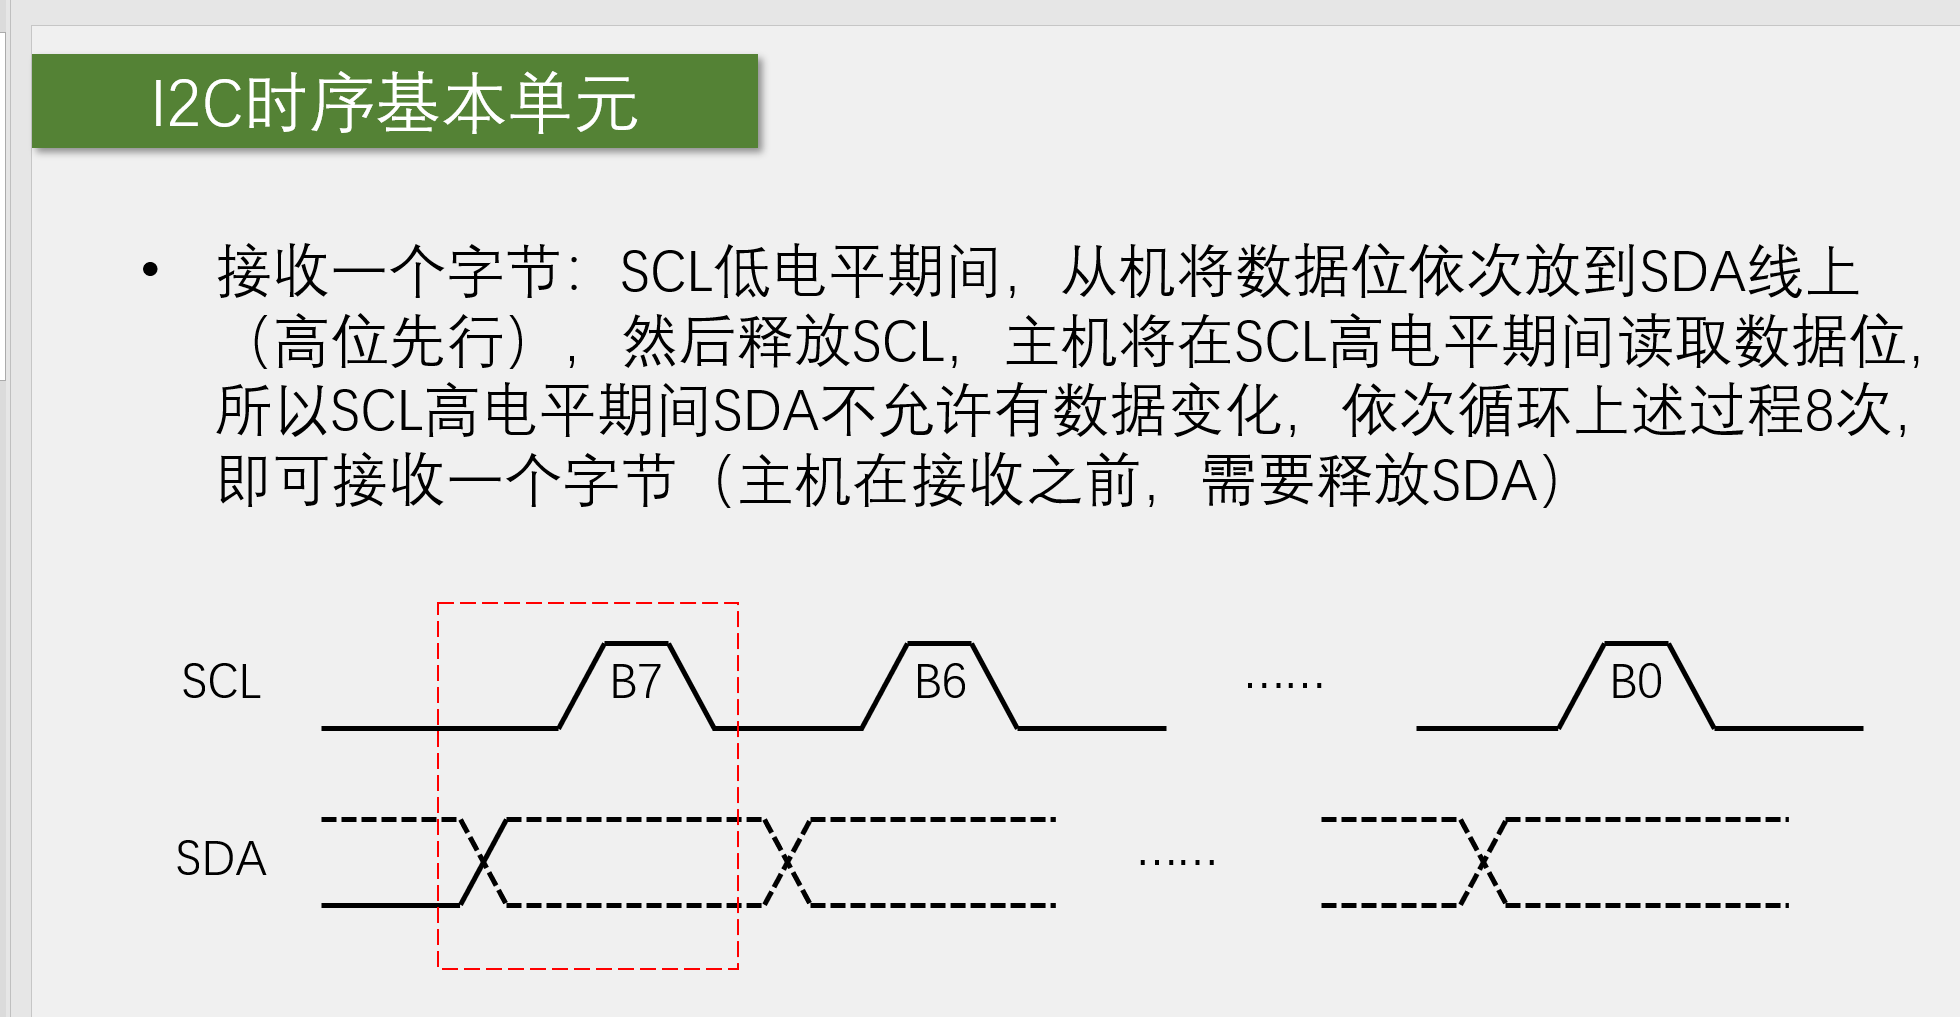 I2C时序基本单元
• 接收一个字节：SCL低电平期间，从机将数据位依次放到SDA线上
（高位先行），然后释放SCL，主机将在SCL高电平期间读取数据位，
所以SCL高电平期间SDA不允许有数据变化，依次循环上述过程8次，
即可接收一个字节（主机在接收之前，需要释放SDA）
SCL B7 B6 …… B0
SDA ……